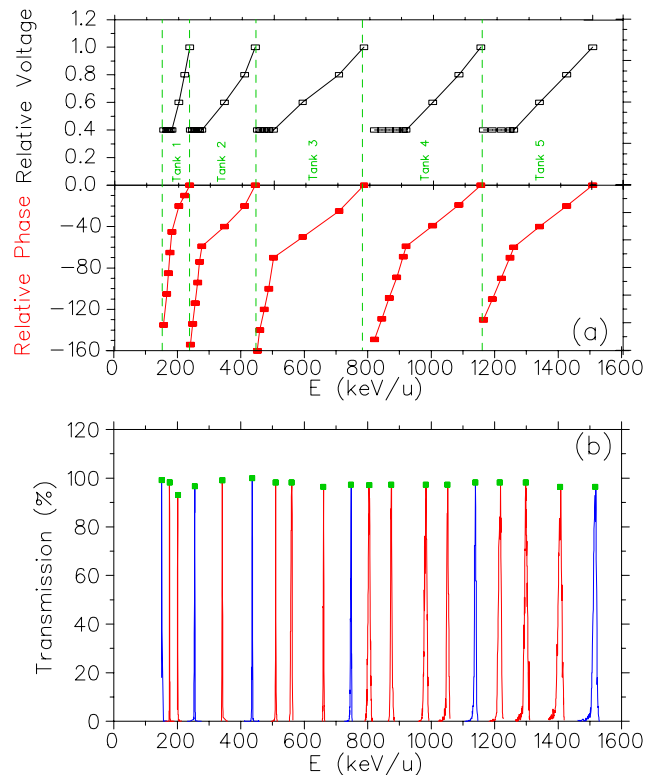 1.2
1.0
0.8
0.6
0.4
0.2
0.0
Relative Voltage
Tank 1
Tank 2
Tank 3
Tank 4
Tank 5
-40
-80
-120
-160
Relative Phase
(a)
0 200 400 600 800 1000 1200 1400 1600
E (keV/u)
(b)
120
100
80
60
40
20
0
Transmission (%)
0 200 400 600 800 1000 1200 1400 1600
E (keV/u)